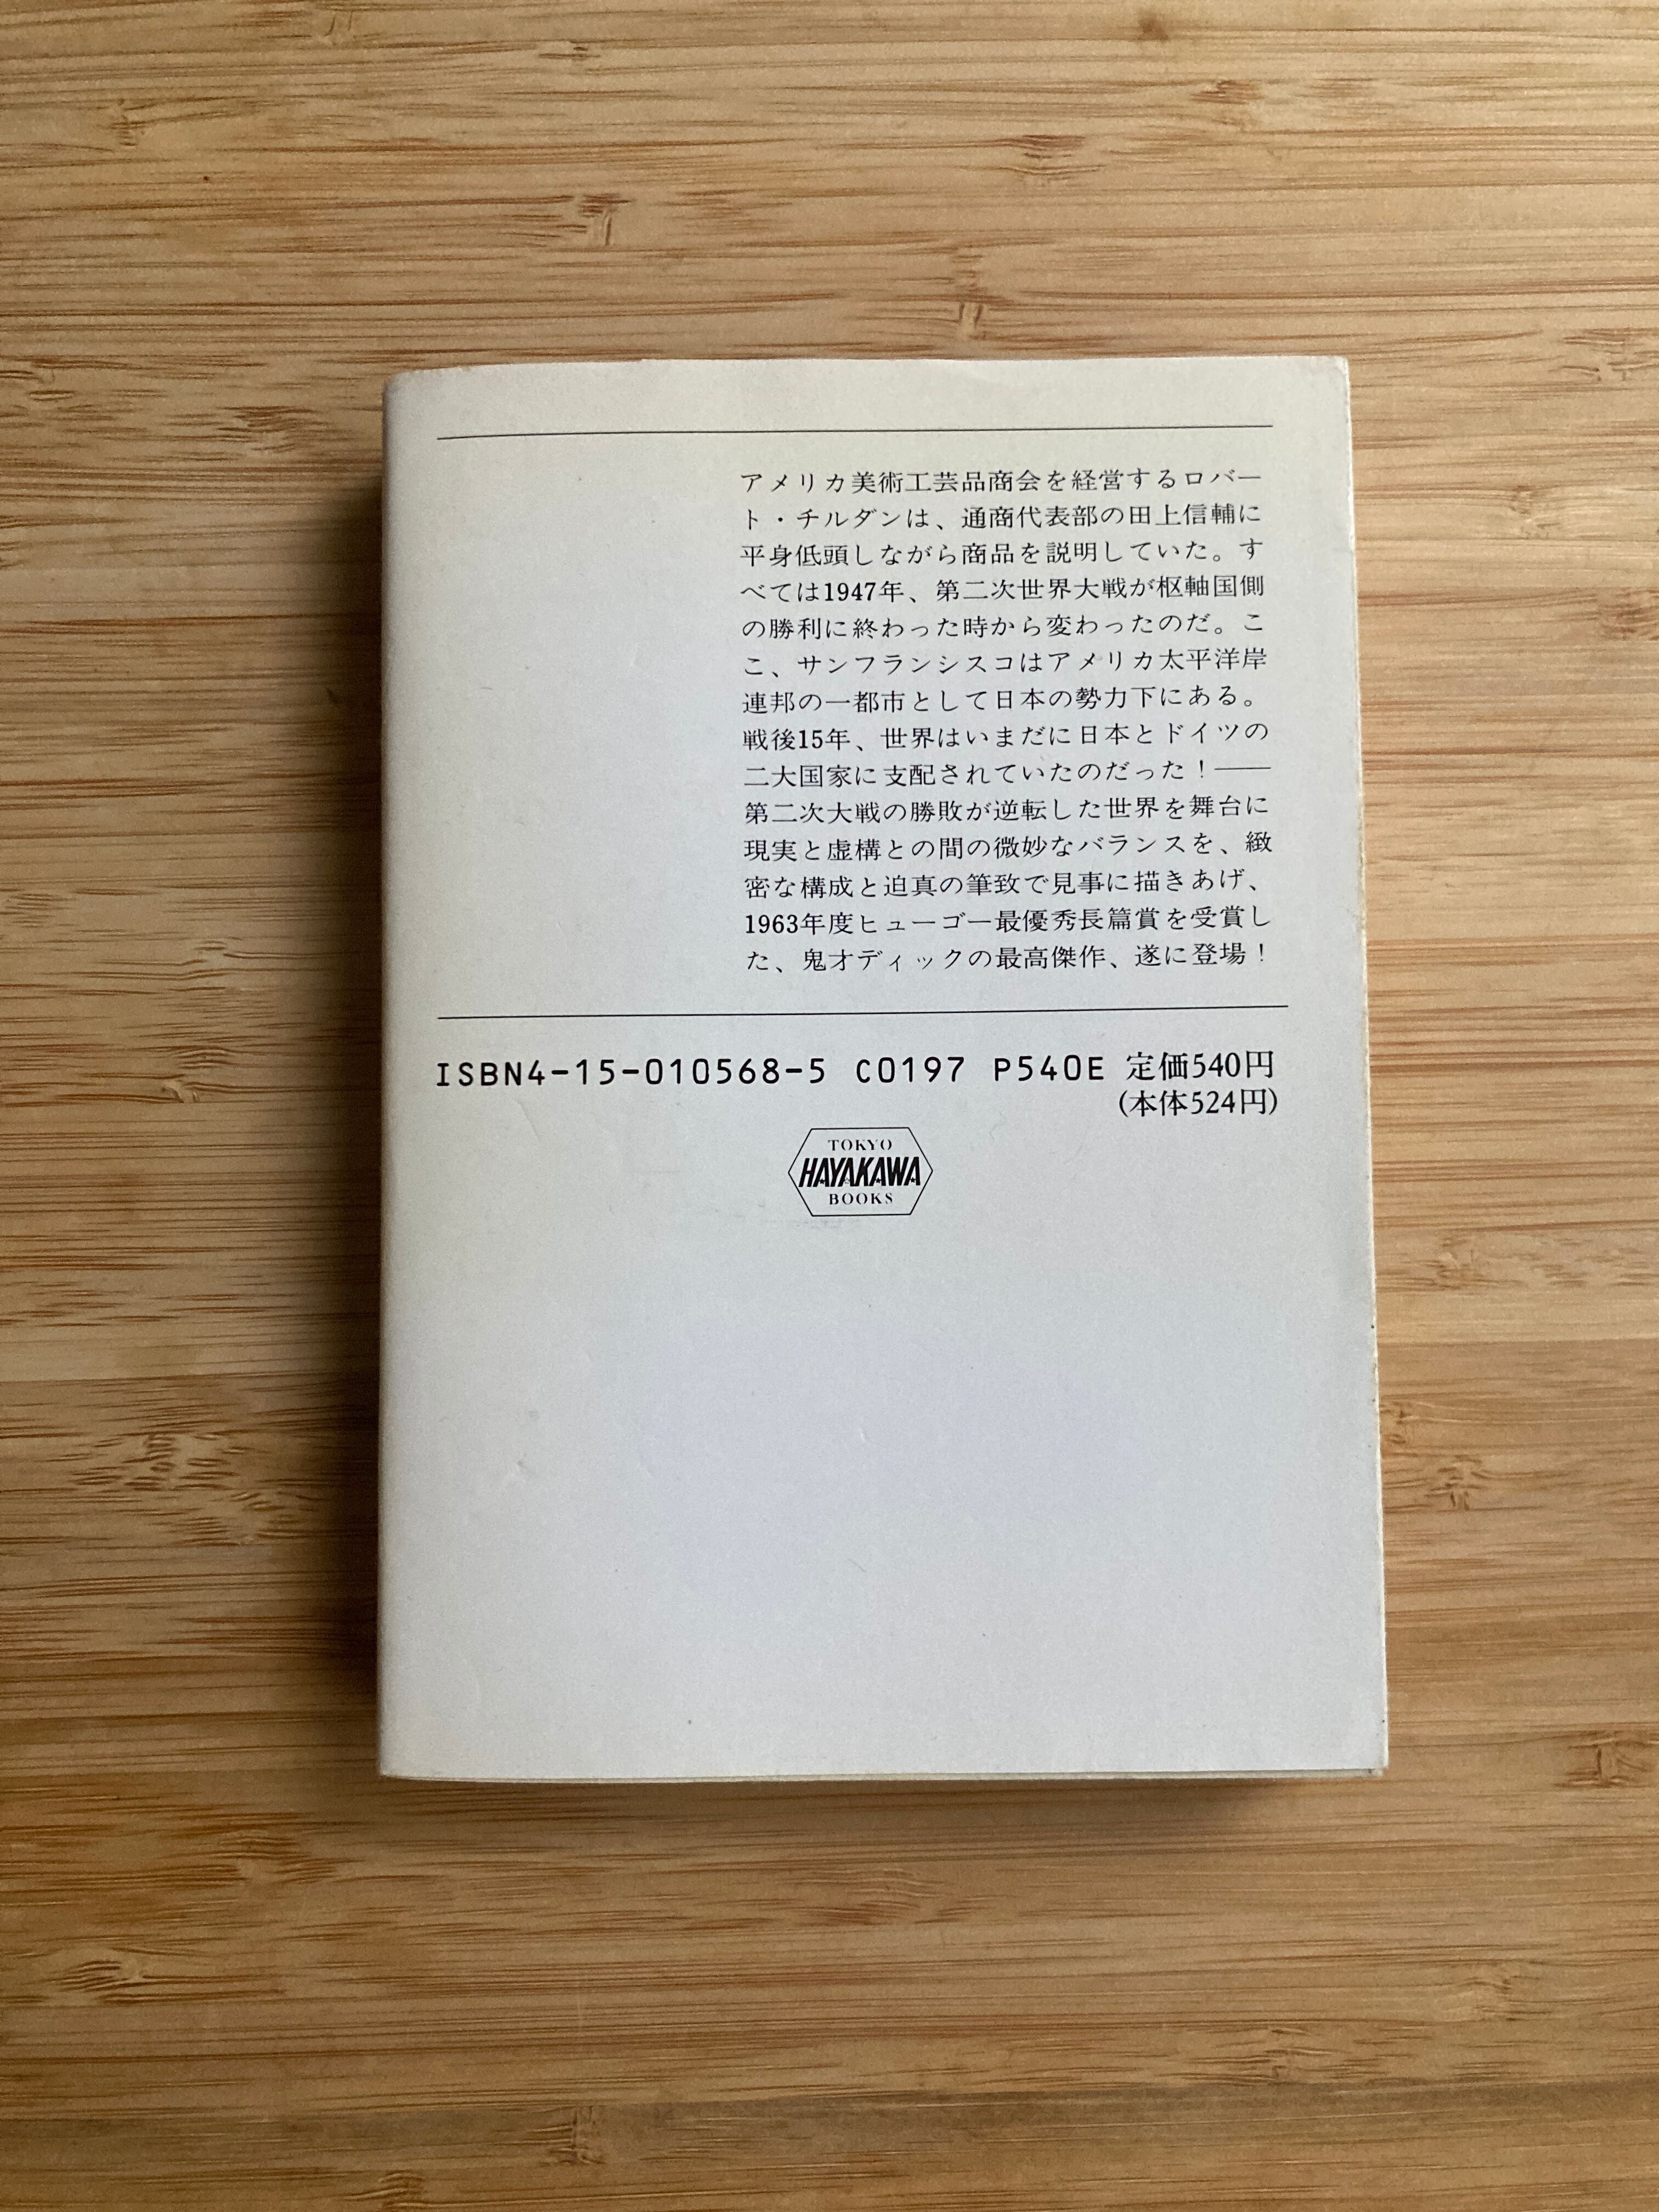 アメリカ美術工芸品商会を経営するロバー
ト・チルダンは、通商代表部の田上信輔に
平身低頭しながら商品を説明していた。す
べては1947年、第二次世界大戦が枢軸国側
の勝利に終わった時から変わったのだ。こ
こ、サンフランシスコはアメリカ太平洋岸
連邦の一都市として日本の勢力下にある。
戦後15年、世界はいまだに日本とドイツの
二大国家に支配されていたのだった！――
第二次大戦の勝敗が逆転した世界を舞台に
現実と虚構との間の微妙なバランスを、緻
密な構成と迫真の筆致で見事に描きあげ、
1963年度ヒューゴー最優秀長篇賞を受賞し
た、鬼才ディックの最高傑作、遂に登場！
ISBN4-15-010568-5 C0197 P540E 定価540円
(本体524円)
TOKYO
HAYAKAWA
BOOKS